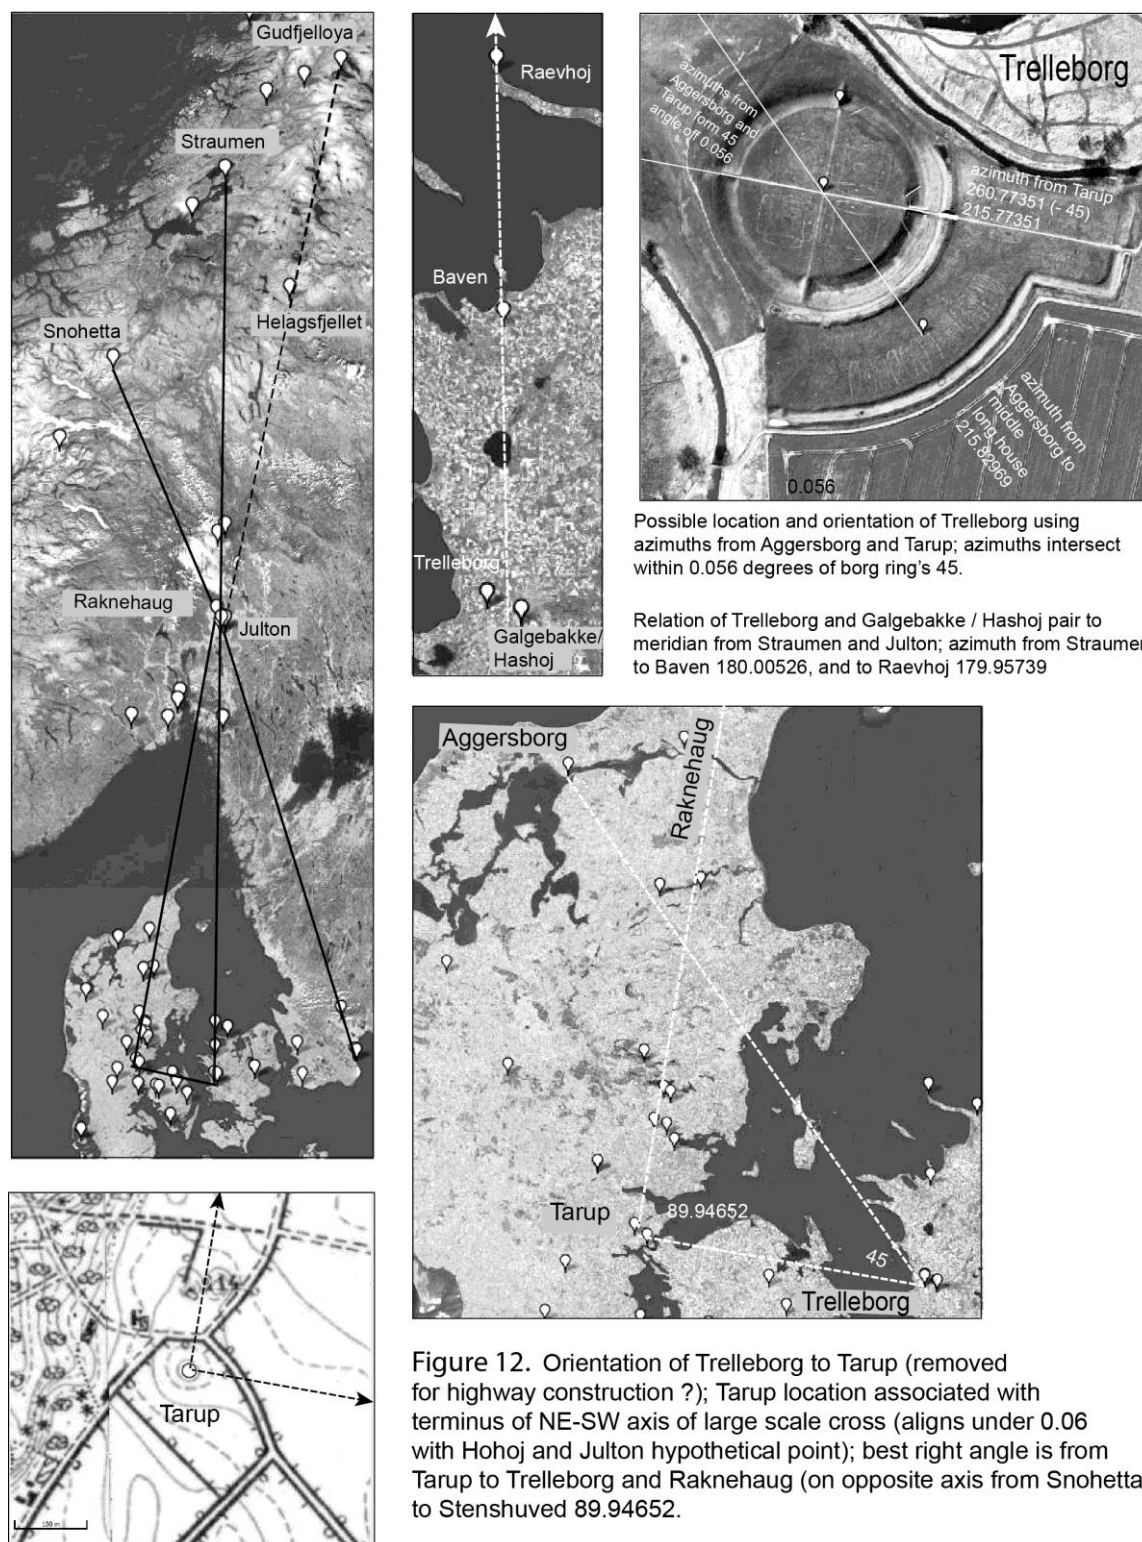 Gudfjelloya
Straumen
Helagsfjellet
Snohetta
Raknehaug
Julton
Raevhoj
Baven
Trelleborg
Galgebakke/
Hashoj
Trelleborg
azimuths from
Aggersborg and
Tarup form 45
angle off 0.056
azimuth from Tarup
260.77351 (- 45)
215.77351
azimuth from
Aggersborg to
middle
long house
215.82969
0.056
Possible location and orientation of Trelleborg using
azimuths from Aggersborg and Tarup; azimuths intersect
within 0.056 degrees of borg ring's 45.
Relation of Trelleborg and Galgebakke / Hashoj pair to
meridian from Straumen and Julton; azimuth from Straumen
to Baven 180.00526, and to Raevhoj 179.95739
Aggersborg
Raknehaug
Tarup
89.94652
45
Trelleborg
Tarup
100 m
Figure 12. Orientation of Trelleborg to Tarup (removed
for highway construction ?); Tarup location associated with
terminus of NE-SW axis of large scale cross (aligns under 0.06
with Hohoj and Julton hypothetical point); best right angle is from
Tarup to Trelleborg and Raknehaug (on opposite axis from Snohetta
to Stenshuved 89.94652.